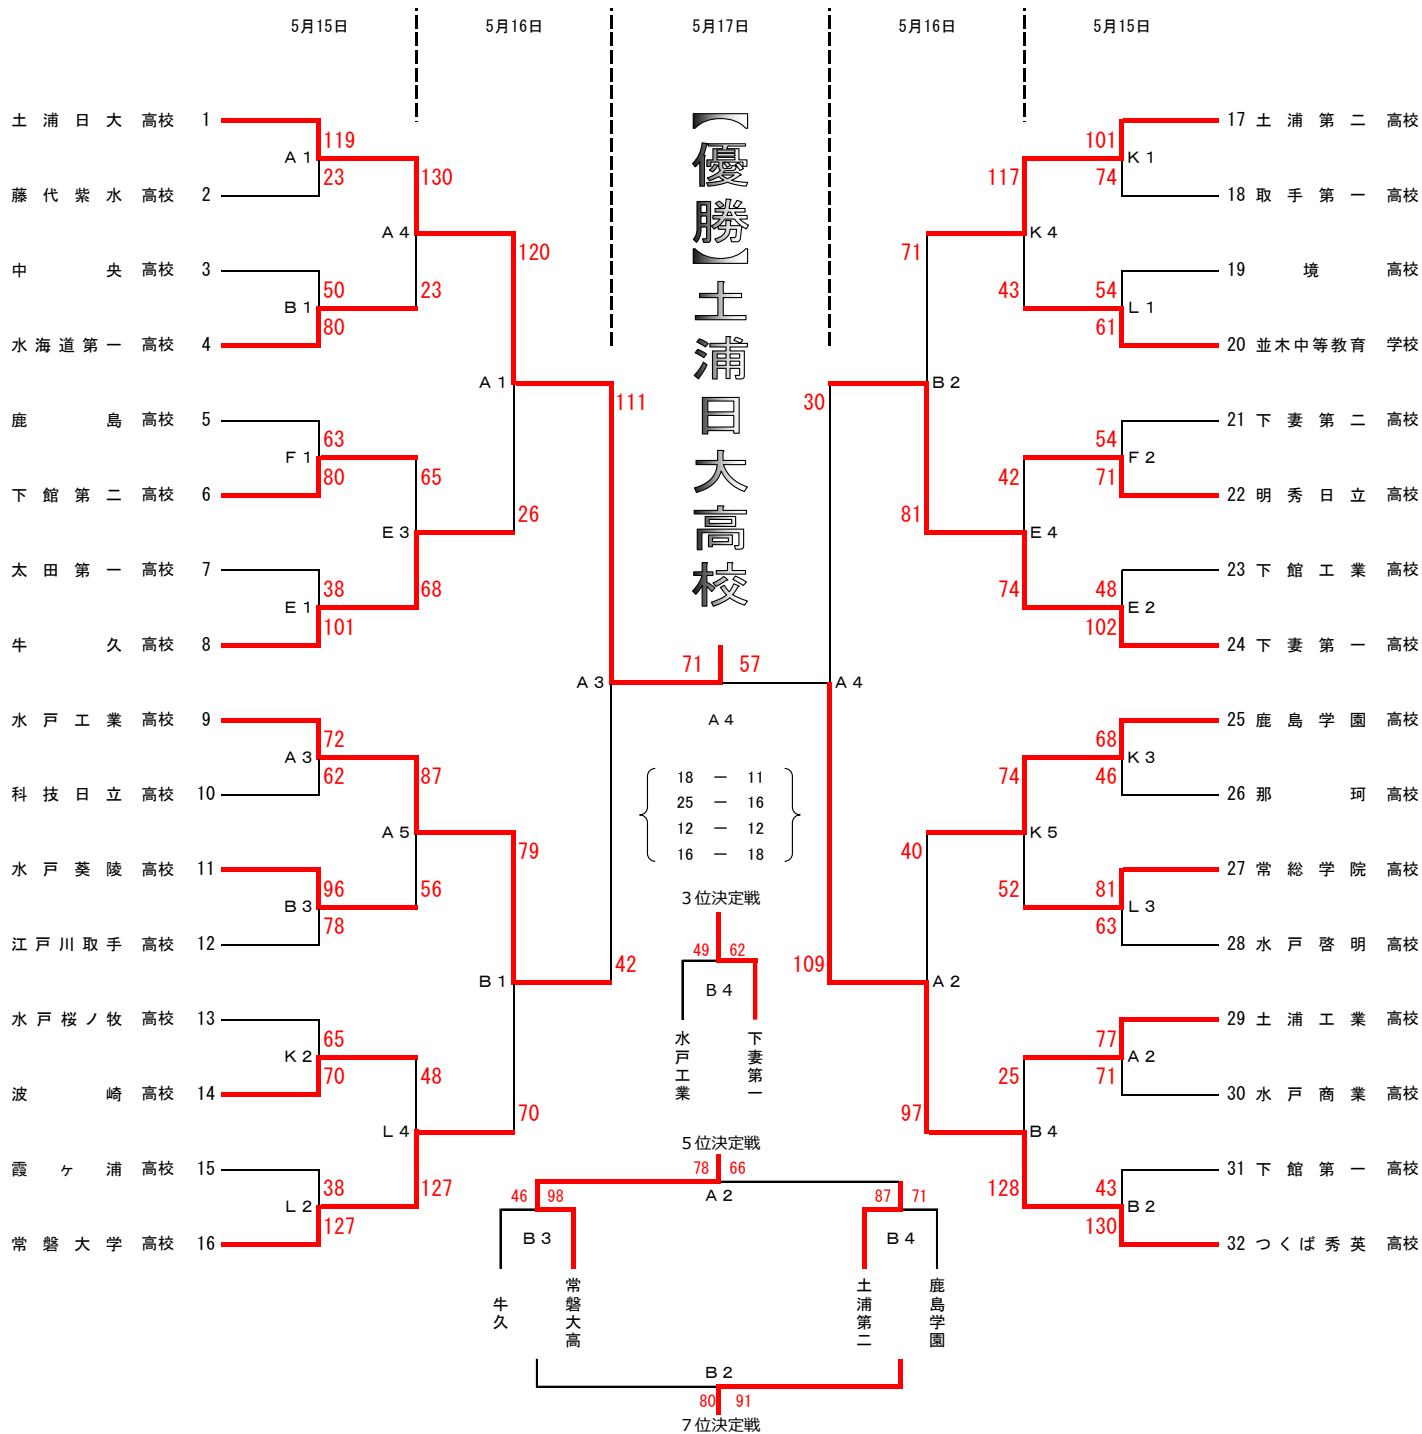 5月15日 5月16日 5月17日 5月16日 5月15日
【優勝】土浦日大高校
土浦日大 高校 1
119
A1
23
藤代紫水 高校 2
130
A4
23
中央 高校 3
50
B1
80
水海道第一 高校 4
120
A1
26
鹿島 高校 5
63
F1
80
下館第二 高校 6
65
E3
68
太田第一 高校 7
38
E1
101
牛久 高校 8
111
A3
42
水戸工業 高校 9
72
A3
62
科技日立 高校 10
87
A5
56
水戸葵陵 高校 11
96
B3
78
江戸川取手 高校 12
79
B1
70
水戸桜ノ牧 高校 13
65
K2
70
波崎 高校 14
48
L4
127
霞ヶ浦 高校 15
38
L2
127
常磐大学 高校 16
71 57
A4
18 － 11
25 － 16
12 － 12
16 － 18
3位決定戦
49 62
B4
水戸工業
下妻第一
5位決定戦
78 66
A2
46 98
B3
87 71
B4
牛久
常磐大高
土浦第二
鹿島学園
B2
80 91
7位決定戦
17 土浦第二 高校
101
K1
74
18 取手第一 高校
117
K4
43
19 境 高校
54
L1
61
20 並木中等教育 学校
71
B2
81
21 下妻第二 高校
54
F2
71
22 明秀日立 高校
42
E4
74
23 下館工業 高校
48
E2
102
24 下妻第一 高校
30
A4
109
25 鹿島学園 高校
68
K3
46
26 那珂 高校
74
K5
52
27 常総学院 高校
81
L3
63
28 水戸啓明 高校
40
A2
97
29 土浦工業 高校
77
A2
71
30 水戸商業 高校
25
B4
128
31 下館第一 高校
43
B2
130
32 つくば秀英 高校